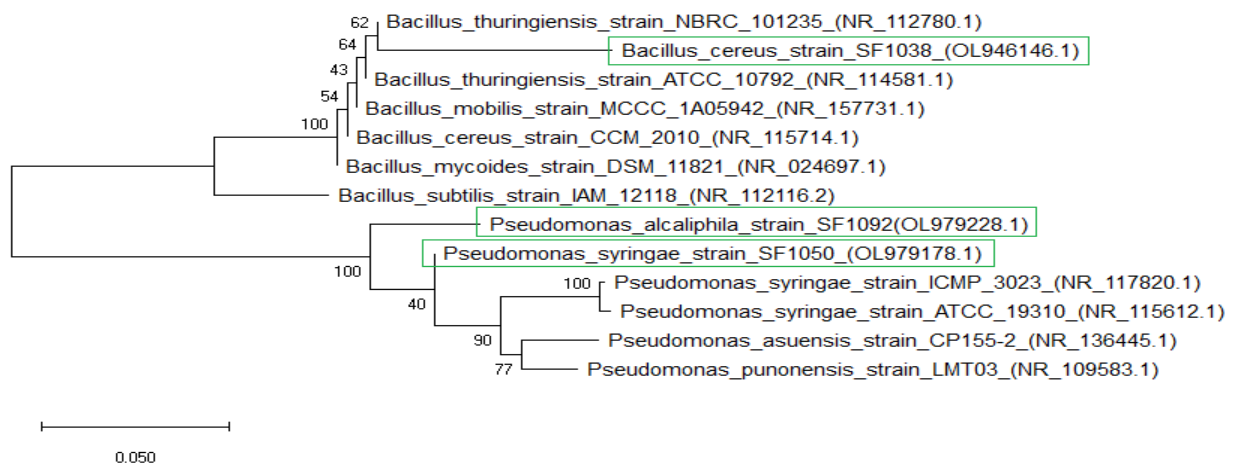 62
Bacillus_thuringiensis_strain_NBRC_101235_(NR_112780.1)
64
Bacillus_cereus_strain_SF1038_(OL946146.1)
43
Bacillus_thuringiensis_strain_ATCC_10792_(NR_114581.1)
54
Bacillus_mobilis_strain_MCCC_1A05942_(NR_157731.1)
100
Bacillus_cereus_strain_CCM_2010_(NR_115714.1)
Bacillus_mycoides_strain_DSM_11821_(NR_024697.1)
Bacillus_subtilis_strain_IAM_12118_(NR_112116.2)
Pseudomonas_alcaliphila_strain_SF1092(OL979228.1)
Pseudomonas_syringae_strain_SF1050_(OL979178.1)
100
100
Pseudomonas_syringae_strain_ICMP_3023_(NR_117820.1)
40
Pseudomonas_syringae_strain_ATCC_19310_(NR_115612.1)
90
Pseudomonas_asuensis_strain_CP155-2_(NR_136445.1)
77
Pseudomonas_punonensis_strain_LMT03_(NR_109583.1)
0.050